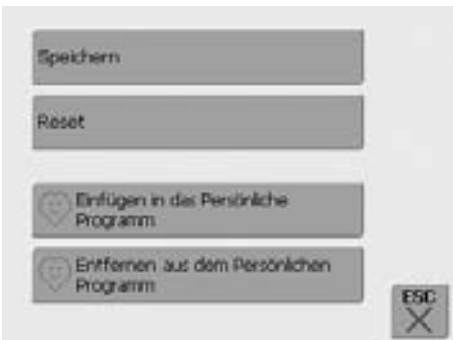 Speichern
Reset
Einfügen in das Persönliche
Programm
Entfernen aus dem Persönlichen
Programm
ESC